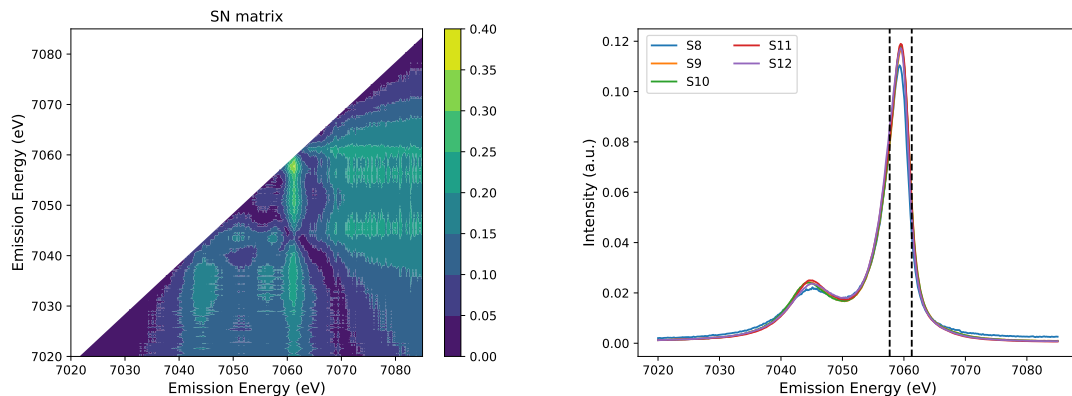 SN matrix
Emission Energy (eV)
7080
7070
7060
7050
7040
7030
7020
7020 7030 7040 7050 7060 7070 7080
Emission Energy (eV)
0.40
0.35
0.30
0.25
0.20
0.15
0.10
0.05
0.00
Intensity (a.u.)
0.12
0.10
0.08
0.06
0.04
0.02
0.00
S8 S11
S9 S12
S10
7020 7030 7040 7050 7060 7070 7080
Emission Energy (eV)